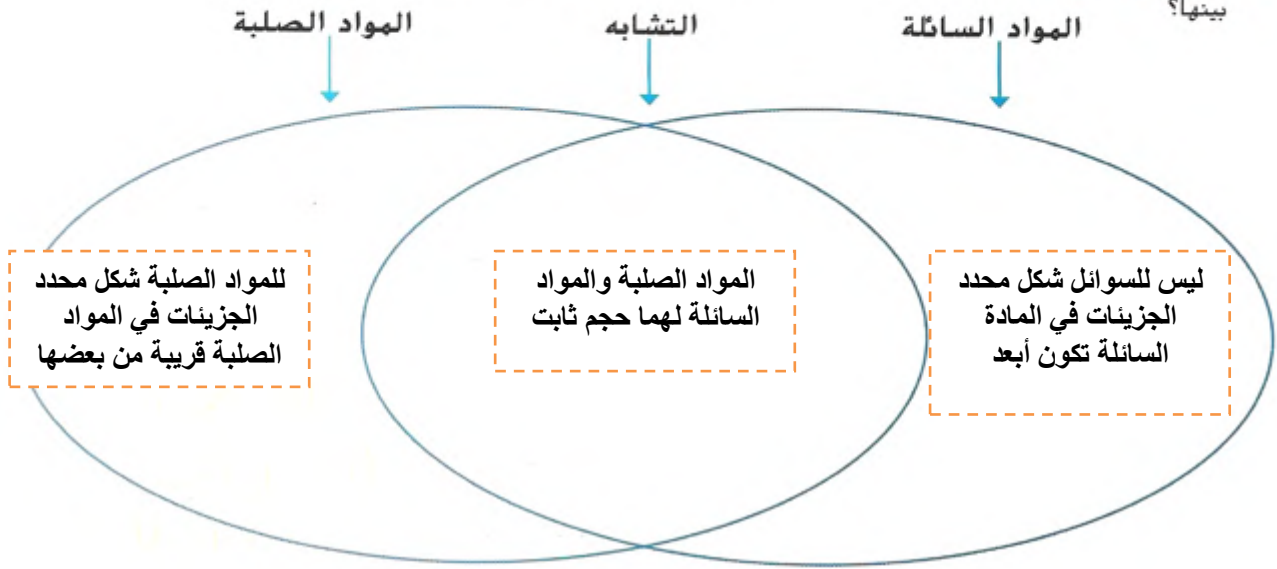 بينها؟
المواد السائلة
التشابه
المواد الصلبة
ليس للسوائل شكل محدد
الجزيئات في المادة
السائلة تكون أبعد
المواد الصلبة والمواد
السائلة لهما حجم ثابت
للمواد الصلبة شكل محدد
الجزيئات في المواد
الصلبة قريبة من بعضها